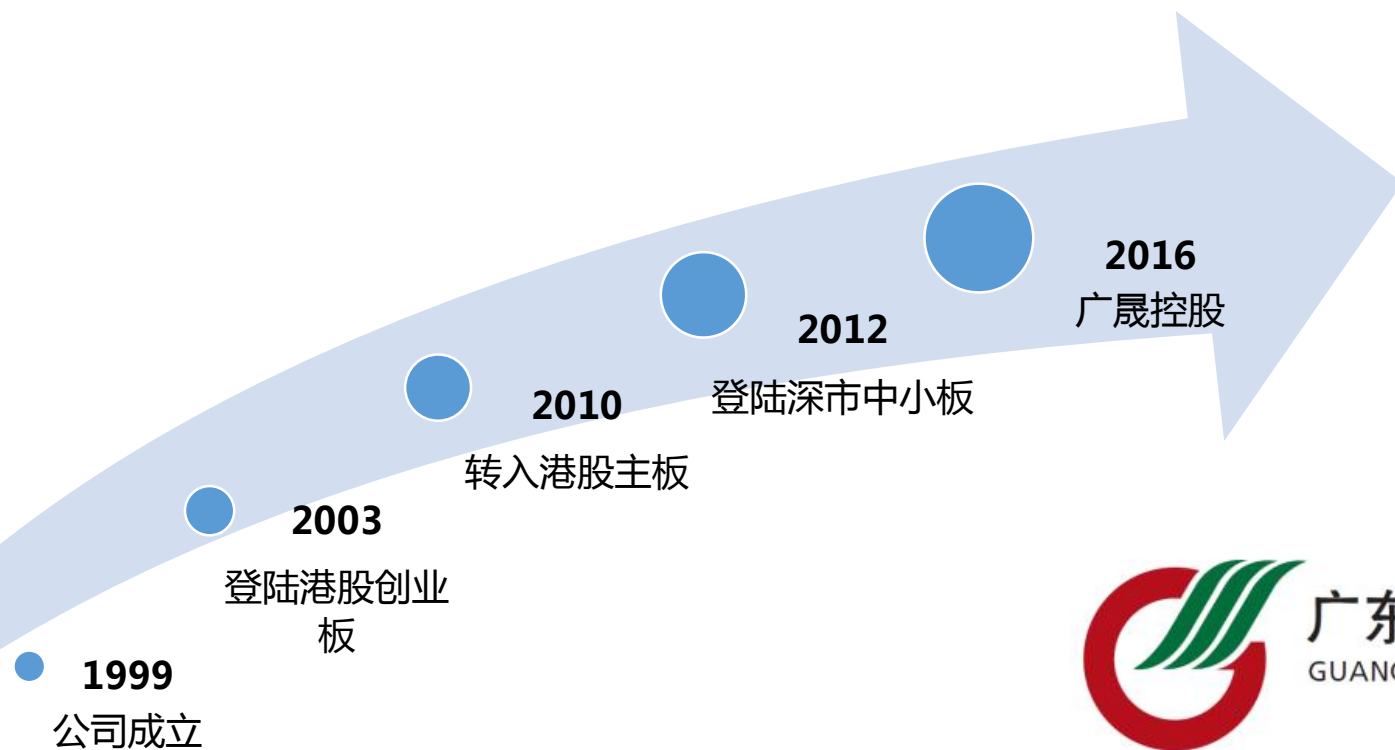 1999
公司成立
2003
登陆港股创业
板
2010
转入港股主板
2012
登陆深市中小板
2016
广晟控股
广东
GUANG